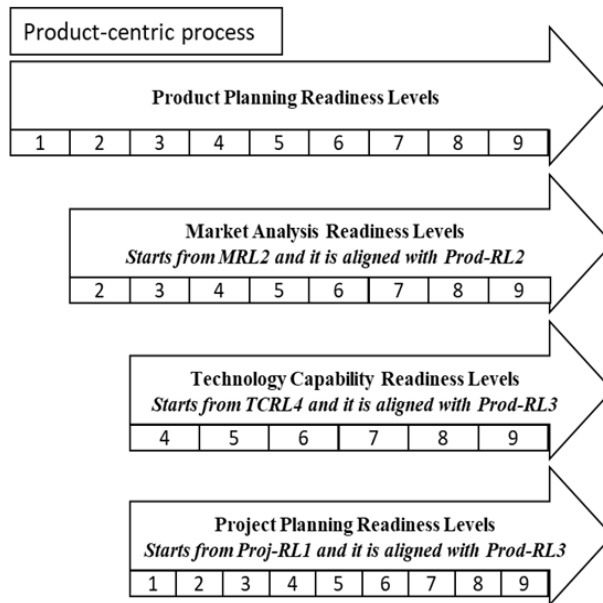 Product-centric process
Product Planning Readiness Levels
1 2 3 4 5 6 7 8 9
Market Analysis Readiness Levels
Starts from MRL2 and it is aligned with Prod-RL2
2 3 4 5 6 7 8 9
Technology Capability Readiness Levels
Starts from TCRL4 and it is aligned with Prod-RL3
4 5 6 7 8 9
Project Planning Readiness Levels
Starts from Proj-RL1 and it is aligned with Prod-RL3
1 2 3 4 5 6 7 8 9